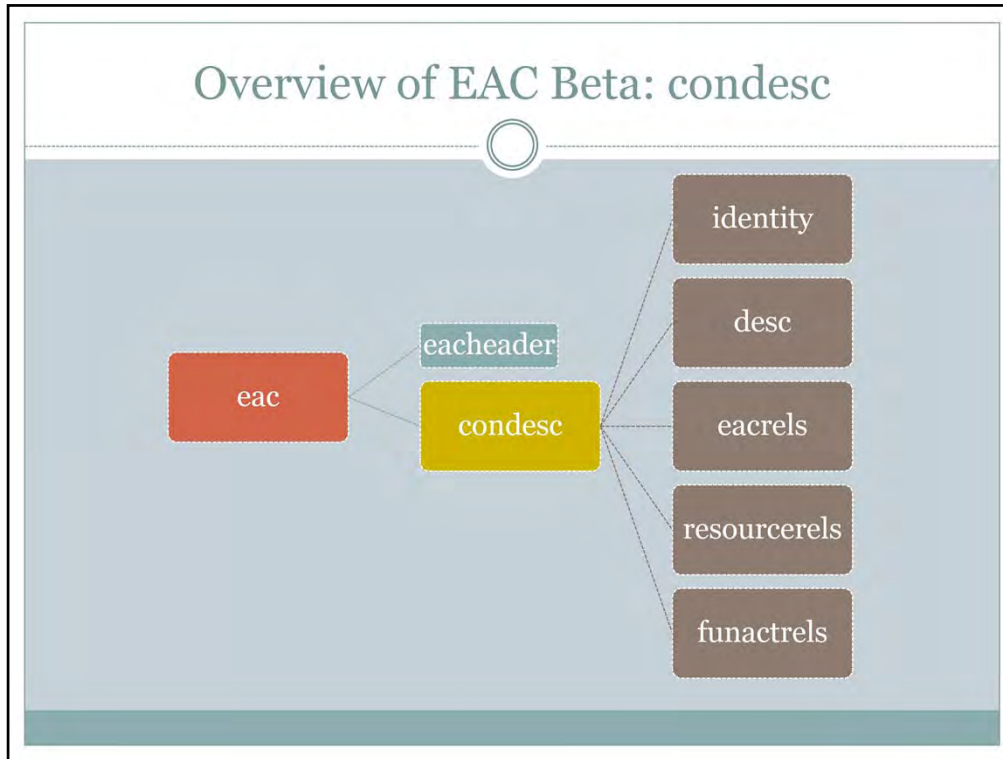 Overview of EAC Beta: condesc
eac
eacheader
condesc
identity
desc
eacrels
resourcerels
funactrels